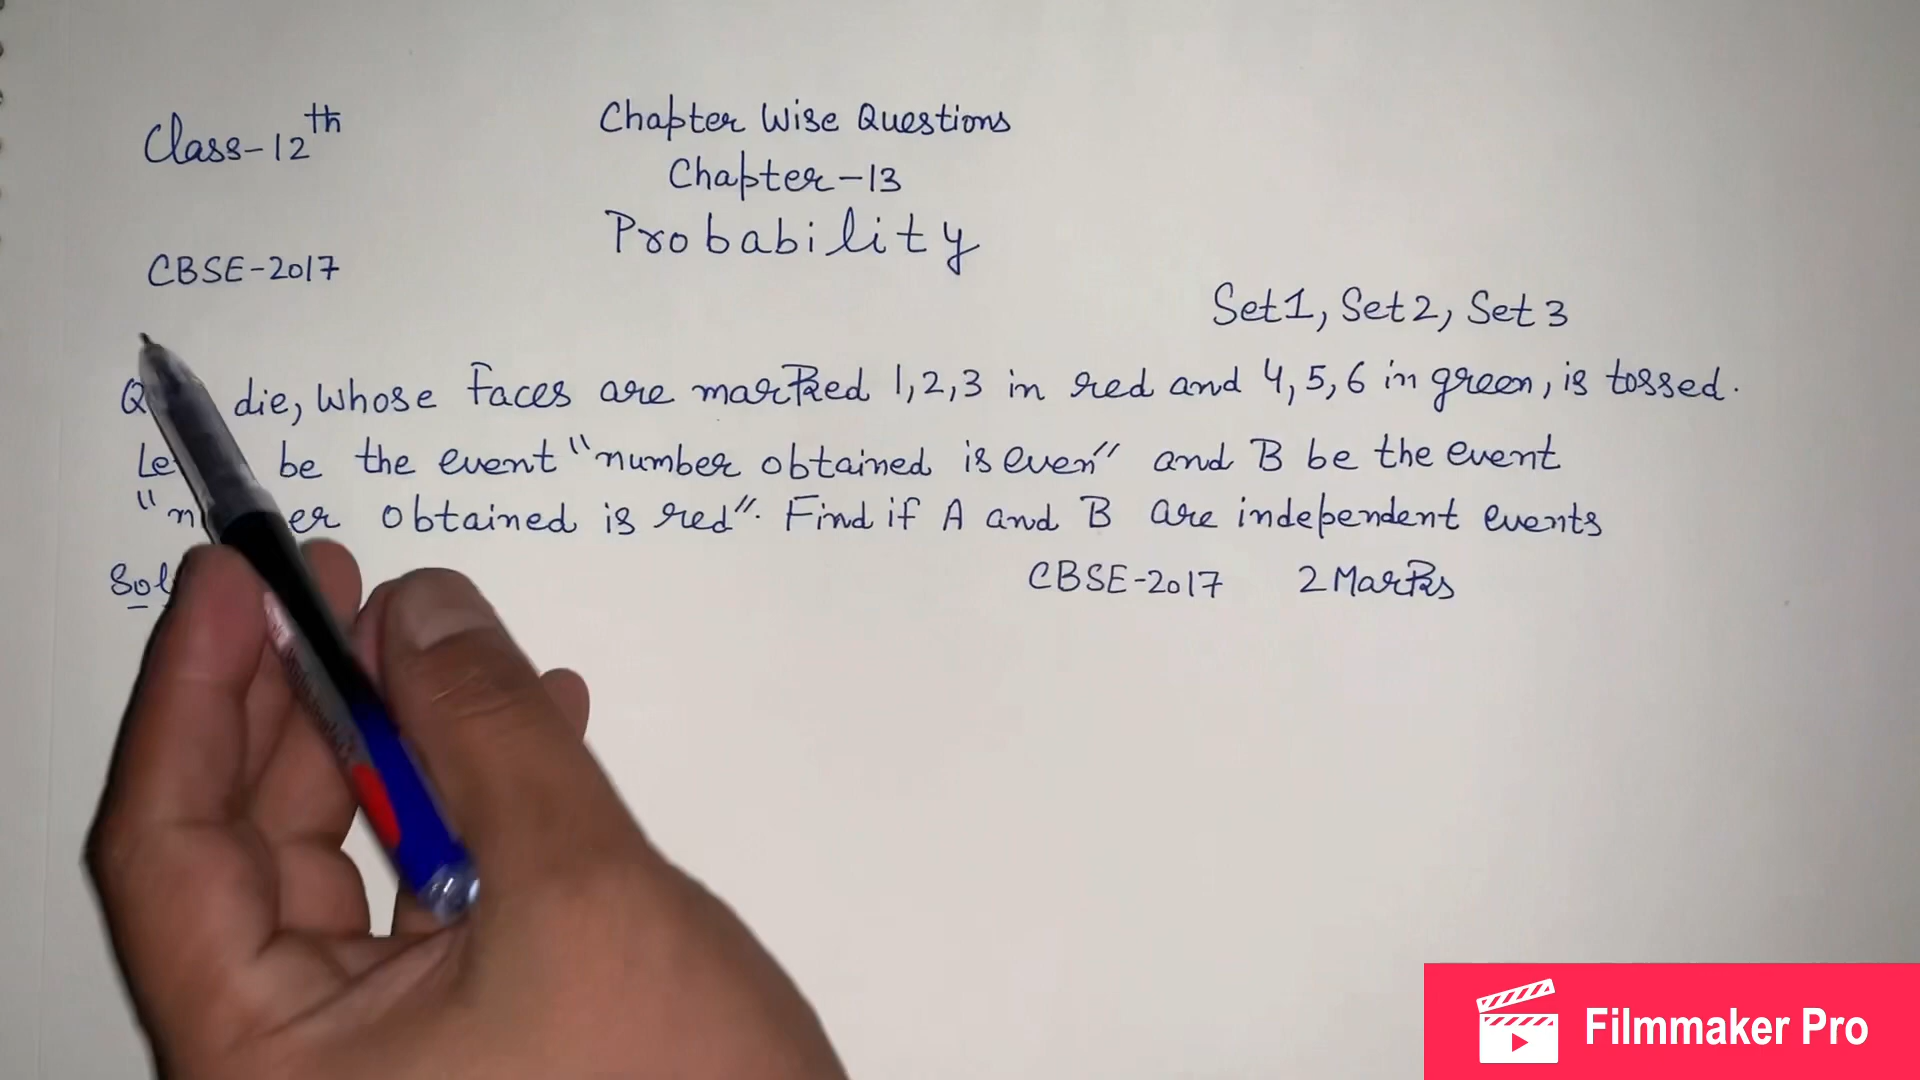 Class-12th
Chapter Wise Questions
Chapter-13
Probability
CBSE-2017
Set1, Set2, Set3
die, whose faces are marked 1,2,3 in red and 4,5,6 in green, is tossed.
be the event "number obtained is even" and B be the event
obtained is red". Find if A and B are independent events
CBSE-2017 2 Marks
Filmmaker Pro